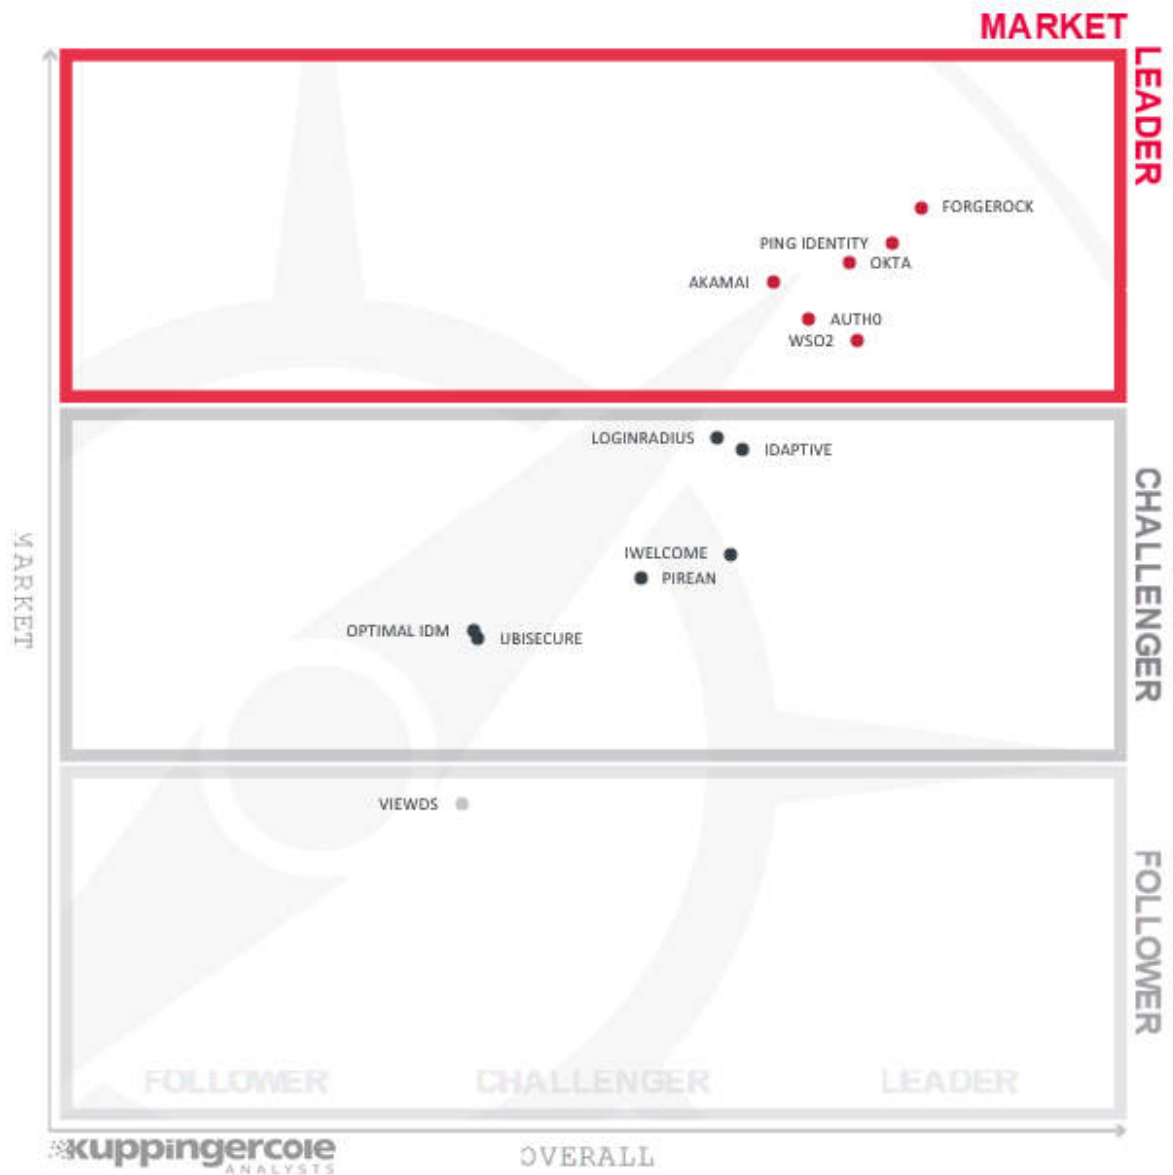 MARKET
LEADER
FORGEROCK
PING IDENTITY
OKTA
AKAMAI
AUTH0
WSO2
LOGINRADIUS
IDAPTIVE
CHALLENGER
MARKET
IWELCOME
PIREAN
OPTIMAL IDM
UBISECURE
VIEWDS
FOLLOWER
FOLLOWER CHALLENGER LEADER
kuppingercole
ANALYSTS
OVERALL